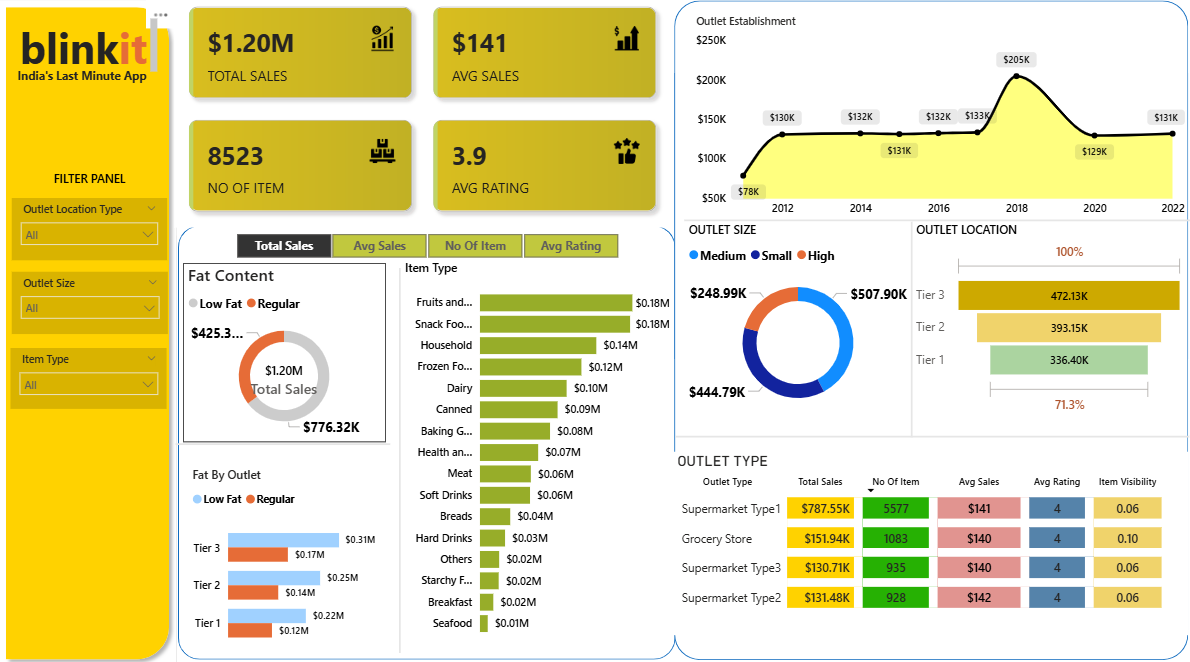 blinkit
India's Last Minute App
FILTER PANEL
Outlet Location Type
All
Outlet Size
All
Item Type
All
$1.20M
TOTAL SALES
$141
AVG SALES
8523
NO OF ITEM
3.9
AVG RATING
Total Sales Avg Sales No Of Item Avg Rating
Fat Content
Low Fat Regular
$425.3...
$1.20M
Total Sales
$776.32K
Fat By Outlet
Low Fat Regular
Tier 3 $0.31M
$0.17M
Tier 2 $0.25M
$0.14M
Tier 1 $0.22M
$0.12M
Item Type
Fruits and... $0.18M
Snack Foo... $0.18M
Household $0.14M
Frozen Fo... $0.12M
Dairy $0.10M
Canned $0.09M
Baking G... $0.08M
Health an... $0.07M
Meat $0.06M
Soft Drinks $0.06M
Breads $0.04M
Hard Drinks $0.03M
Others $0.02M
Starchy F... $0.02M
Breakfast $0.02M
Seafood $0.01M
Outlet Establishment
$250K
$200K
$150K
$100K
$50K
$78K
$130K
$132K
$131K
$132K
$133K
$205K
$129K
$131K
2012 2014 2016 2018 2020 2022
OUTLET SIZE
Medium Small High
$248.99K
$507.90K
$444.79K
OUTLET LOCATION
100%
Tier 3 472.13K
Tier 2 393.15K
Tier 1 336.40K
71.3%
OUTLET TYPE
Outlet Type Total Sales No Of Item Avg Sales Avg Rating Item Visibility
Supermarket Type1 $787.55K 5577 $141 4 0.06
Grocery Store $151.94K 1083 $140 4 0.10
Supermarket Type3 $130.71K 935 $140 4 0.06
Supermarket Type2 $131.48K 928 $142 4 0.06